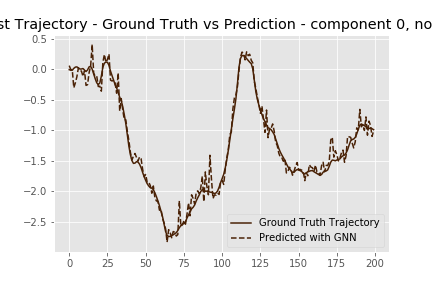 st Trajectory - Ground Truth vs Prediction - component 0, no
0.5
0.0
−0.5
−1.0
−1.5
−2.0
−2.5
Ground Truth Trajectory
Predicted with GNN
0 25 50 75 100 125 150 175 200